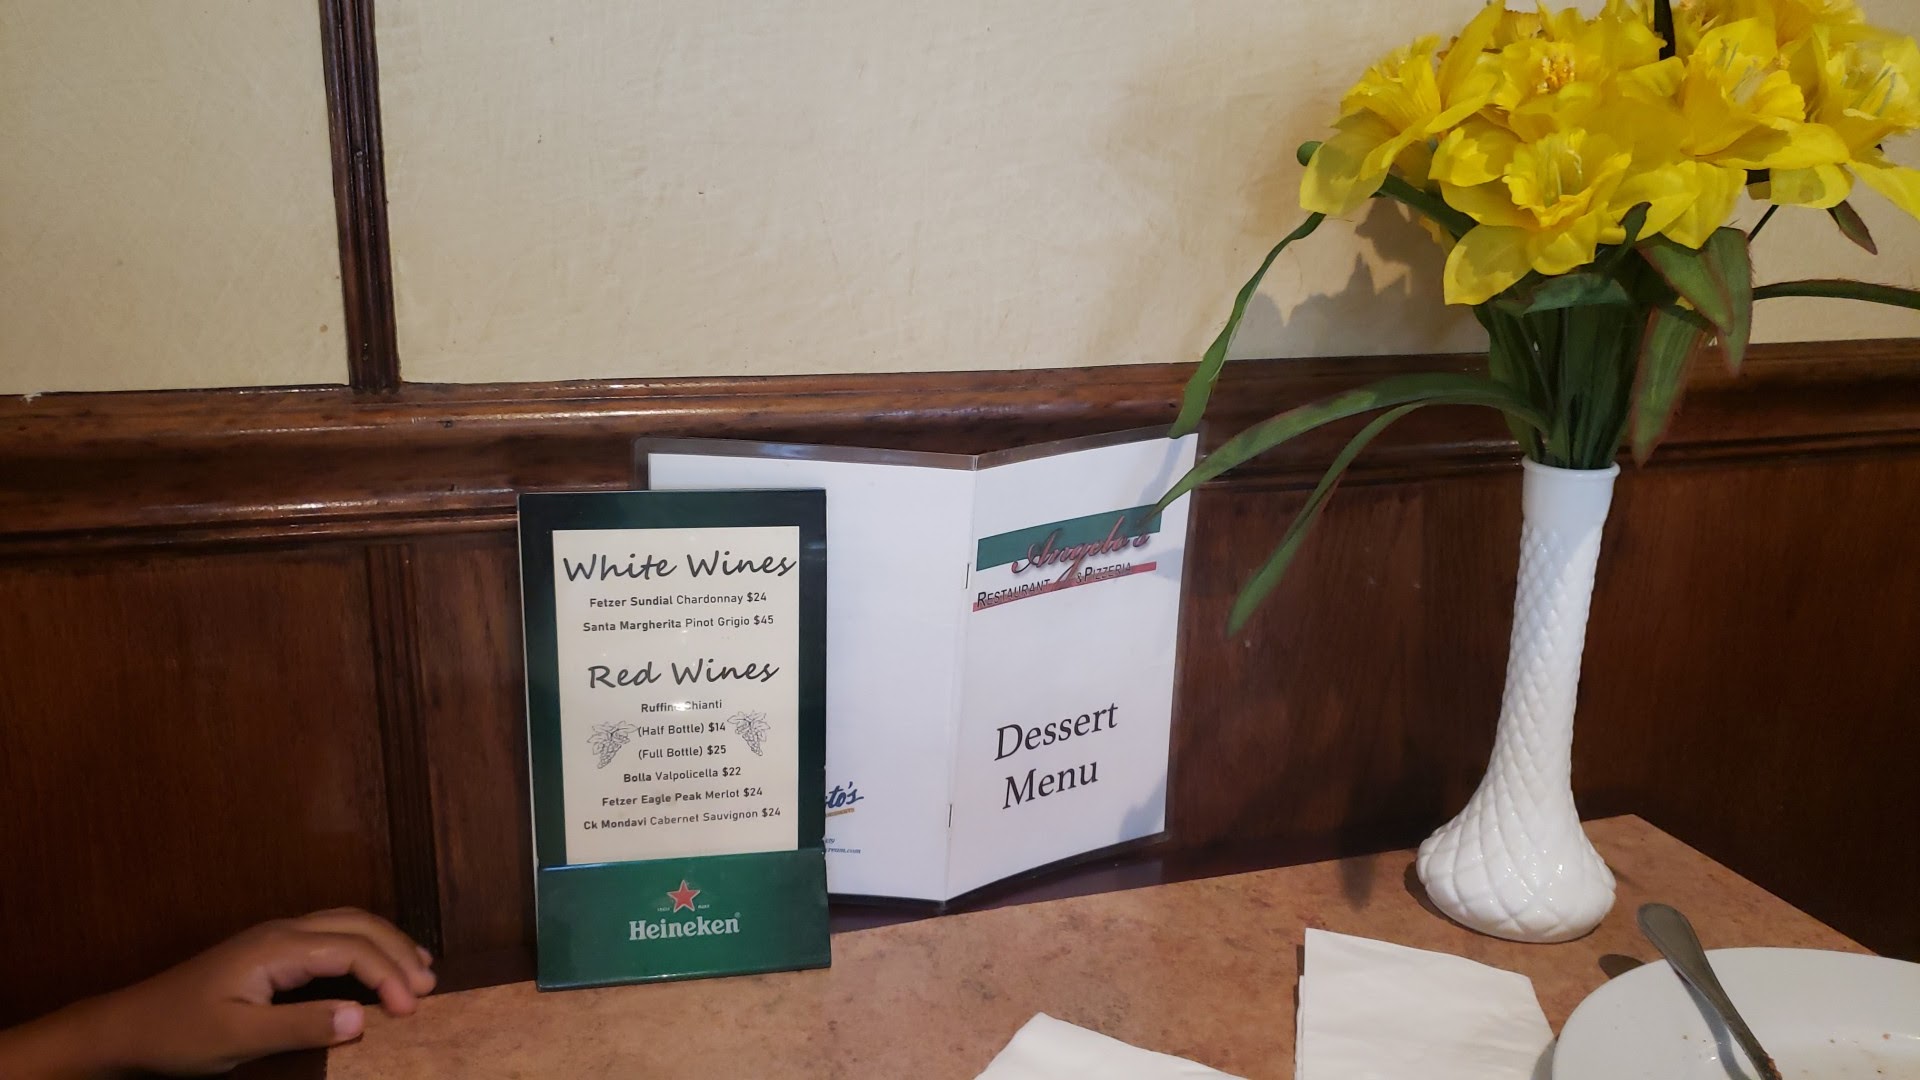 White Wines
Fetzer Sundial Chardonnay $24
Santa Margherita Pinot Grigio $45
Red Wines
Ruffino Chianti
(Half Bottle) $14
(Full Bottle) $25
Bolla Valpolicella $22
Fetzer Eagle Peak Merlot $24
Ck Mondavi Cabernet Sauvignon $24
Heineken
Angelo's
RESTAURANT & PIZZERIA
Dessert
Menu